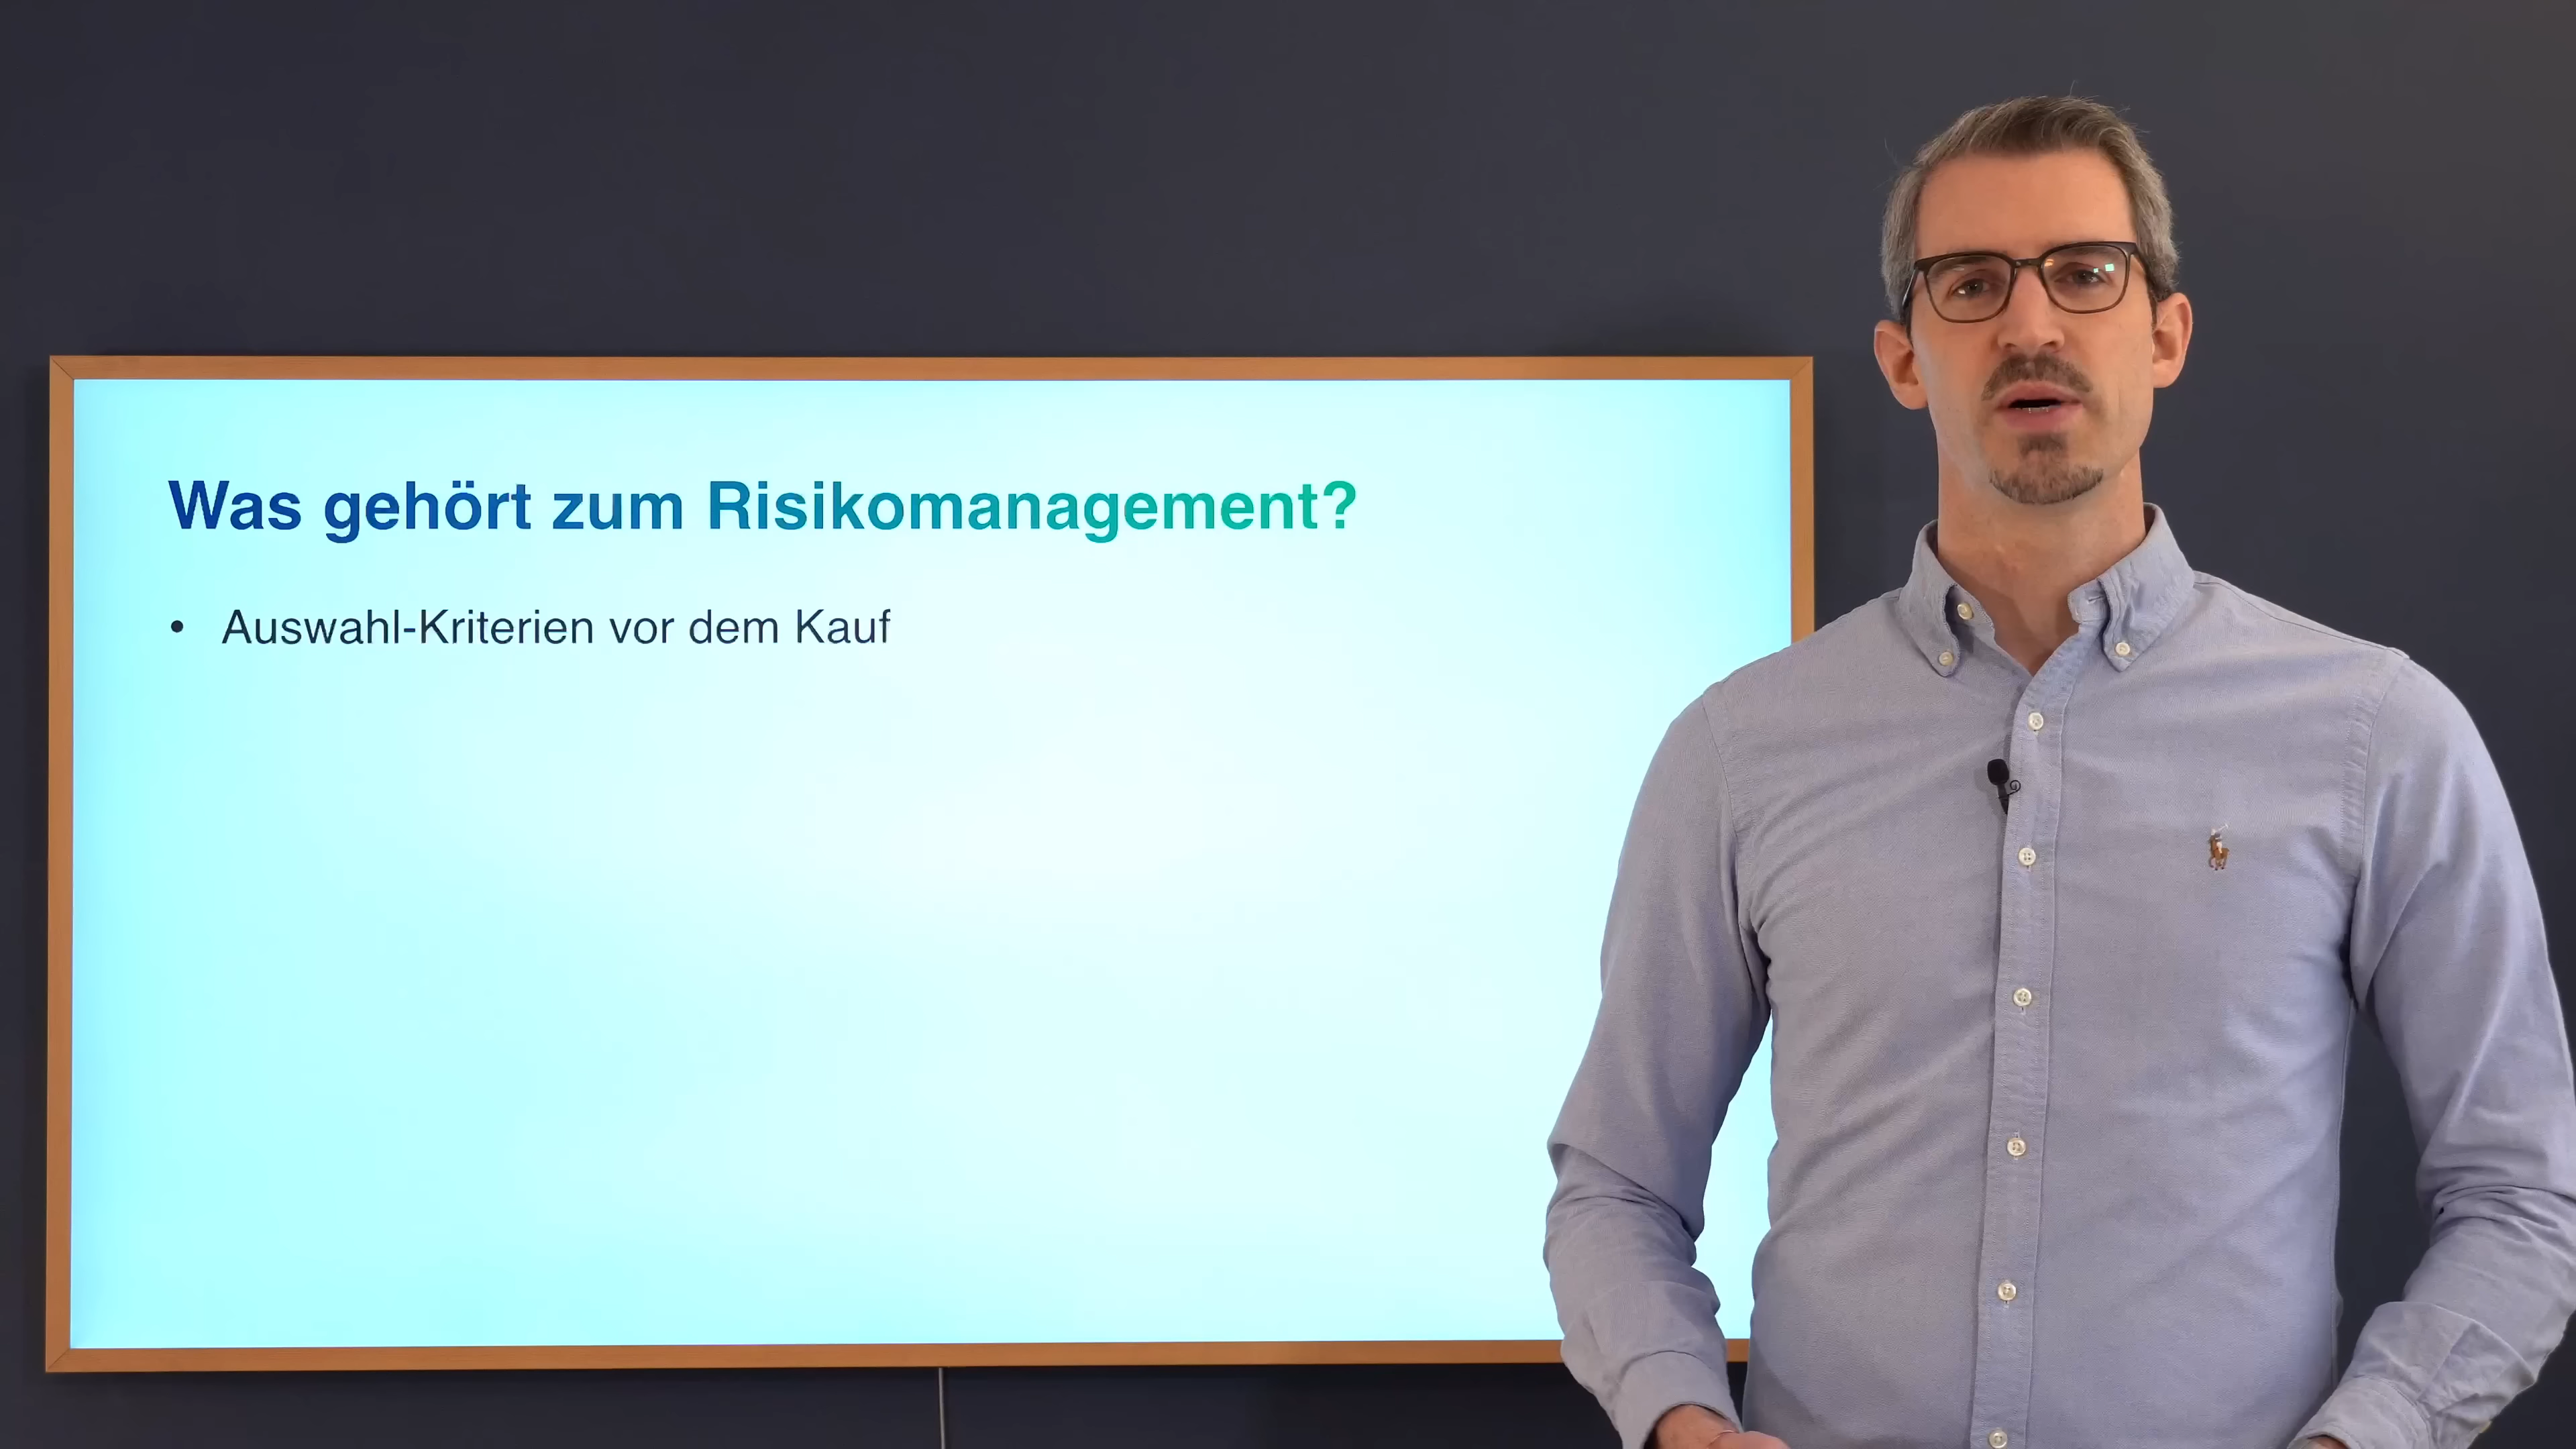 Was gehört zum Risikomanagement?
• Auswahl-Kriterien vor dem Kauf